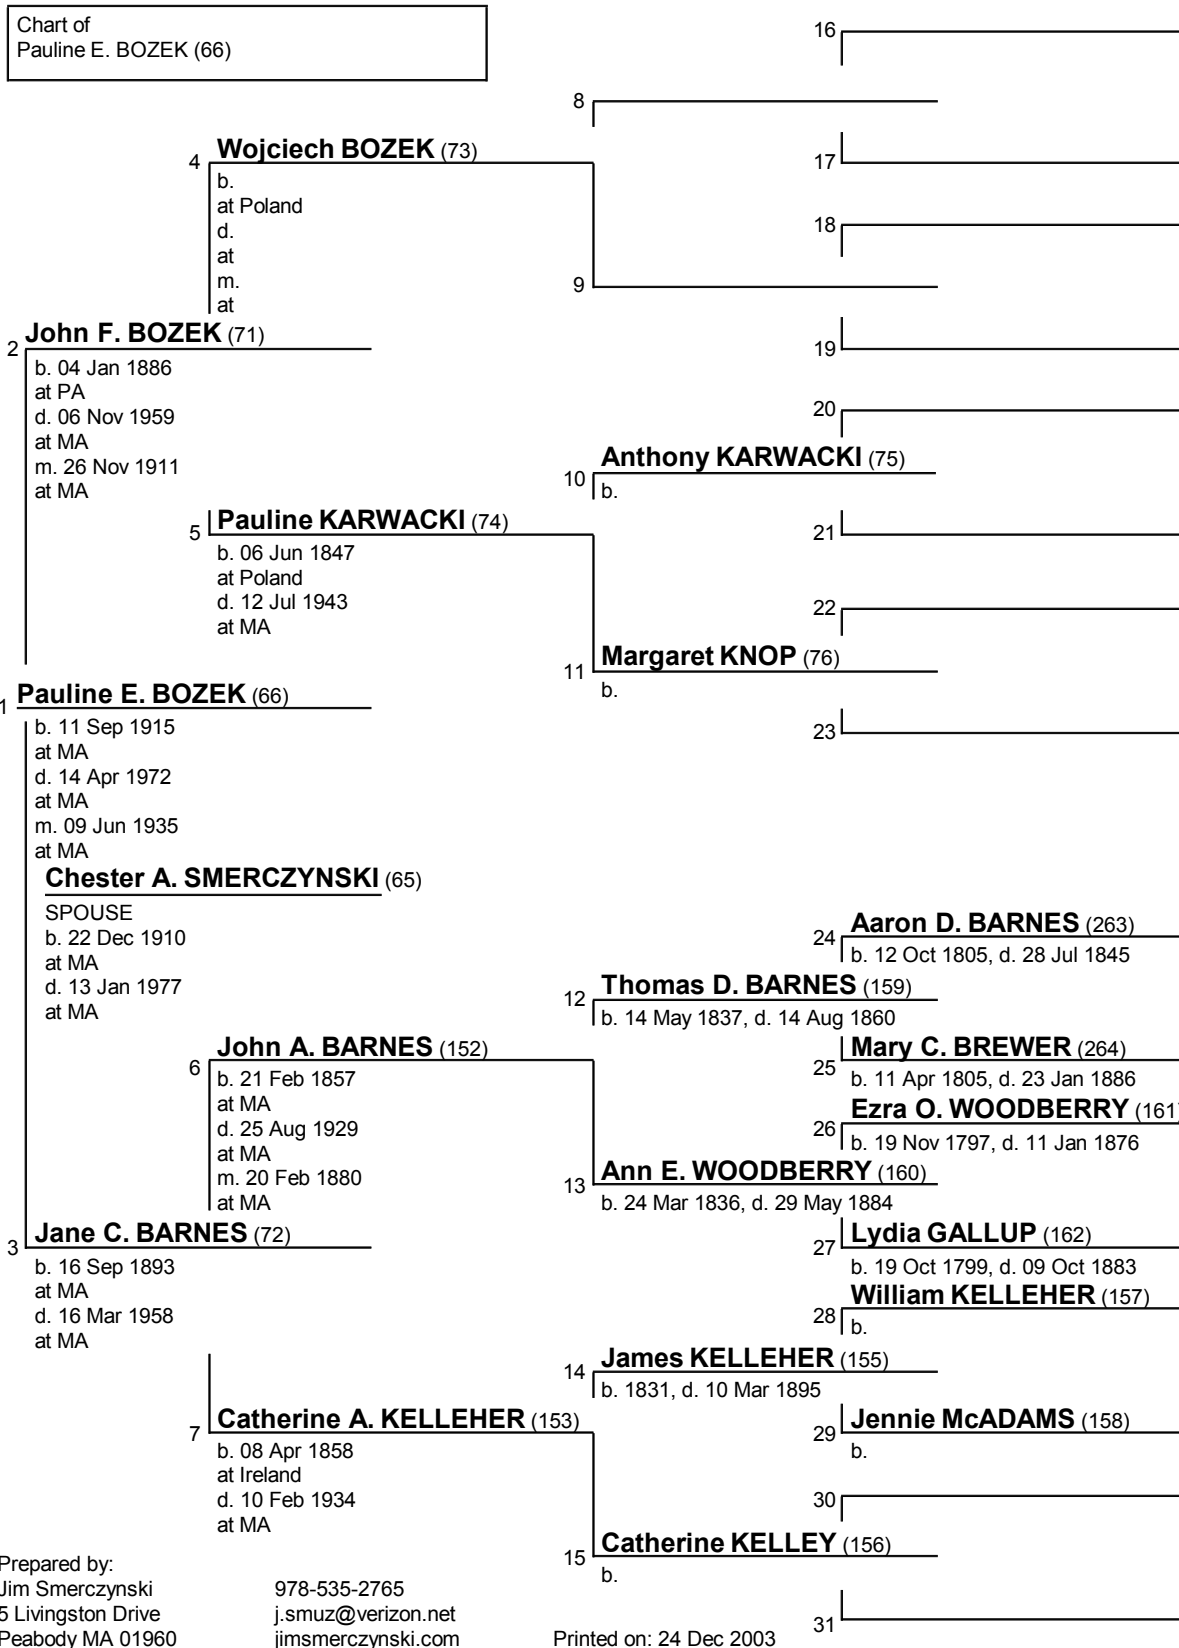 Chart of
Pauline E. BOZEK (66)
16
8
Wojciech BOZEK (73)
4
17
b.
at Poland
18
d.
at
m.
9
at
John F. BOZEK (71)
2
19
b. 04 Jan 1886
at PA
20
d. 06 Nov 1959
at MA
Anthony KARWACKI (75)
m. 26 Nov 1911
10
at MA
b.
Pauline KARWACKI (74)
5
21
b. 06 Jun 1847
at Poland
d. 12 Jul 1943
22
at MA
Margaret KNOP (76)
11
b.
Pauline E. BOZEK (66)
1
b. 11 Sep 1915
23
at MA
d. 14 Apr 1972
at MA
m. 09 Jun 1935
at MA
Chester A. SMERCZYNSKI (65)
SPOUSE
b. 22 Dec 1910
at MA
d. 13 Jan 1977
at MA
Aaron D. BARNES (263)
24
b. 12 Oct 1805, d. 28 Jul 1845
Thomas D. BARNES (159)
12
b. 14 May 1837, d. 14 Aug 1860
John A. BARNES (152)
6
Mary C. BREWER (264)
25
b. 21 Feb 1857
b. 11 Apr 1805, d. 23 Jan 1886
at MA
Ezra O. WOODBERRY (161)
26
d. 25 Aug 1929
b. 19 Nov 1797, d. 11 Jan 1876
at MA
Ann E. WOODBERRY (160)
13
m. 20 Feb 1880
at MA
b. 24 Mar 1836, d. 29 May 1884
Jane C. BARNES (72)
3
Lydia GALLUP (162)
27
b. 16 Sep 1893
b. 19 Oct 1799, d. 09 Oct 1883
at MA
William KELLEHER (157)
28
d. 16 Mar 1958
b.
at MA
James KELLEHER (155)
14
b. 1831, d. 10 Mar 1895
Catherine A. KELLEHER (153)
7
Jennie McADAMS (158)
29
b. 08 Apr 1858
b.
at Ireland
d. 10 Feb 1934
30
at MA
Catherine KELLEY (156)
15
b.
Prepared by:
Jim Smerczynski 978-535-2765
5 Livingston Drive j.smuz@verizon.net
31
Peabody MA 01960 jimsmerczynski.com Printed on: 24 Dec 2003